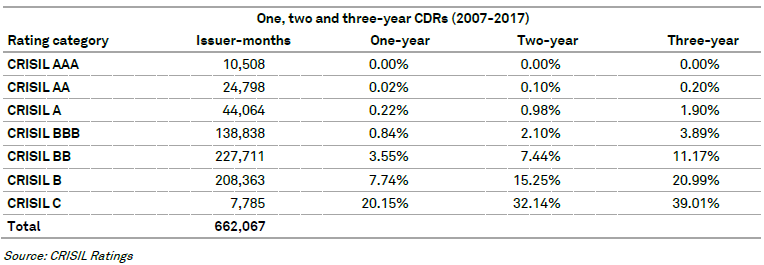 One, two and three-year CDRs (2007-2017)
Rating category Issuer-months One-year Two-year Three-year
CRISIL AAA 10,508 0.00% 0.00% 0.00%
CRISIL AA 24,798 0.02% 0.10% 0.20%
CRISIL A 44,064 0.22% 0.98% 1.90%
CRISIL BBB 138,838 0.84% 2.10% 3.89%
CRISIL BB 227,711 3.55% 7.44% 11.17%
CRISIL B 208,363 7.74% 15.25% 20.99%
CRISIL C 7,785 20.15% 32.14% 39.01%
Total 662,067
Source: CRISIL Ratings